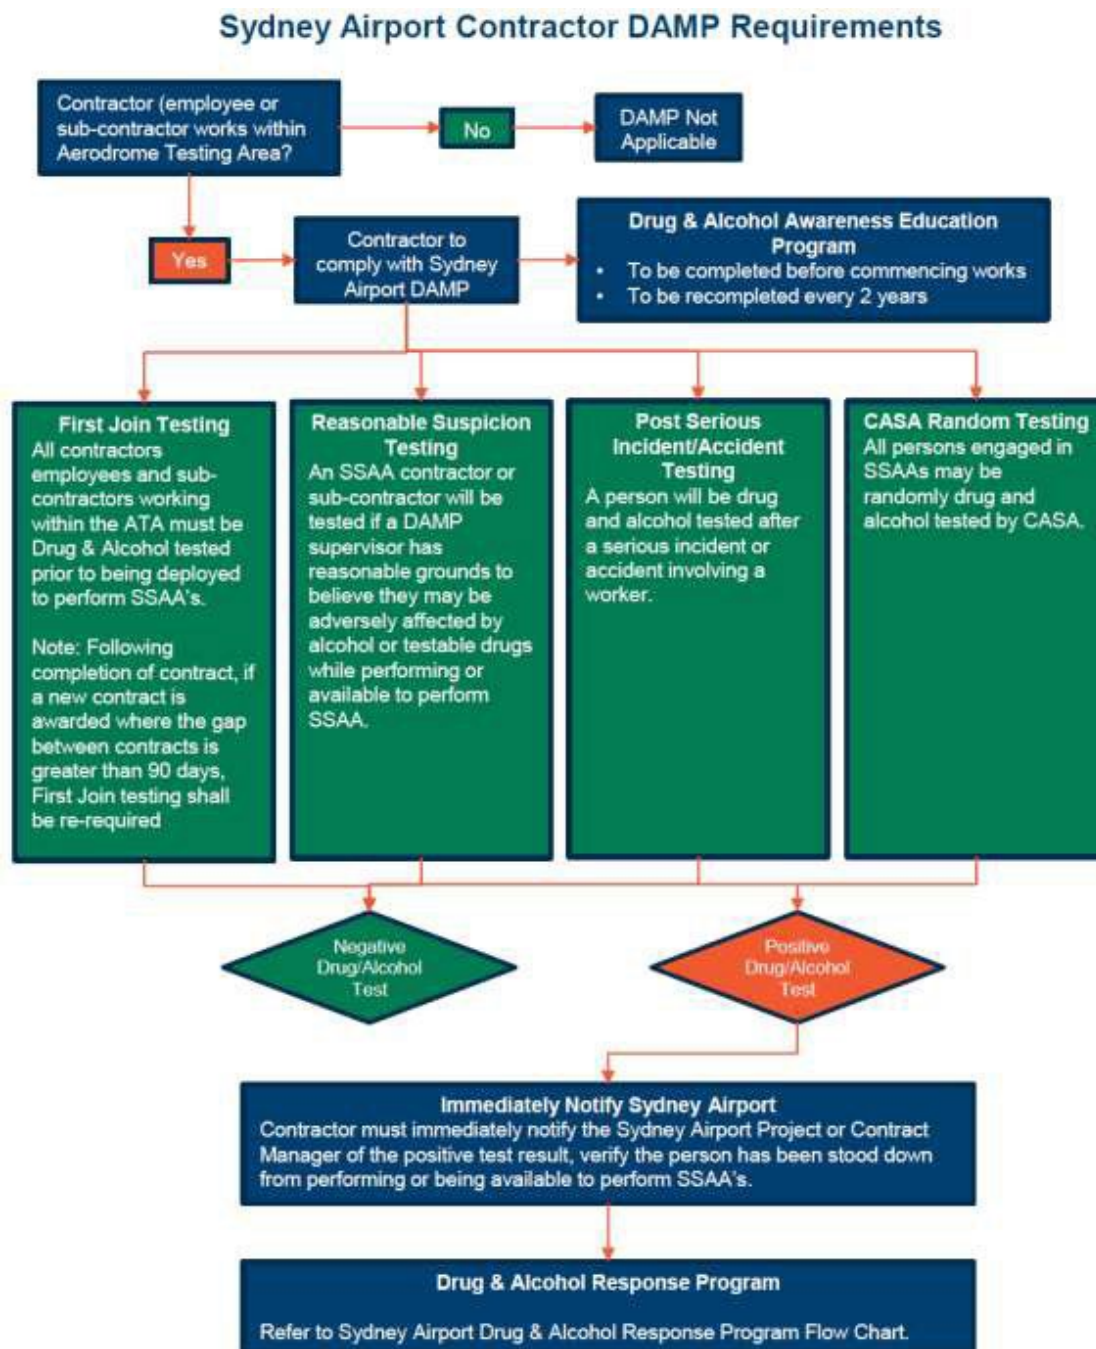 Sydney Airport Contractor DAMP Requirements
Contractor (employee or
sub-contractor works within
Aerodrome Testing Area?
No
DAMP Not
Applicable
Yes
Contractor to
comply with Sydney
Airport DAMP
Drug & Alcohol Awareness Education
Program
• To be completed before commencing works
• To be recompleted every 2 years
First Join Testing
All contractors
employees and sub-
contractors working
within the ATA must be
Drug & Alcohol tested
prior to being deployed
to perform SSAA's.
Note: Following
completion of contract, if
a new contract is
awarded where the gap
between contracts is
greater than 90 days,
First Join testing shall
be re-required
Reasonable Suspicion
Testing
An SSAA contractor or
sub-contractor will be
tested if a DAMP
supervisor has
reasonable grounds to
believe they may be
adversely affected by
alcohol or testable drugs
while performing or
available to perform
SSAA.
Post Serious
Incident/Accident
Testing
A person will be drug
and alcohol tested after
a serious incident or
accident involving a
worker.
CASA Random Testing
All persons engaged in
SSAAs may be
randomly drug and
alcohol tested by CASA.
Negative
Drug/Alcohol
Test
Positive
Drug/Alcohol
Test
Immediately Notify Sydney Airport
Contractor must immediately notify the Sydney Airport Project or Contract
Manager of the positive test result, verify the person has been stood down
from performing or being available to perform SSAA's.
Drug & Alcohol Response Program
Refer to Sydney Airport Drug & Alcohol Response Program Flow Chart.